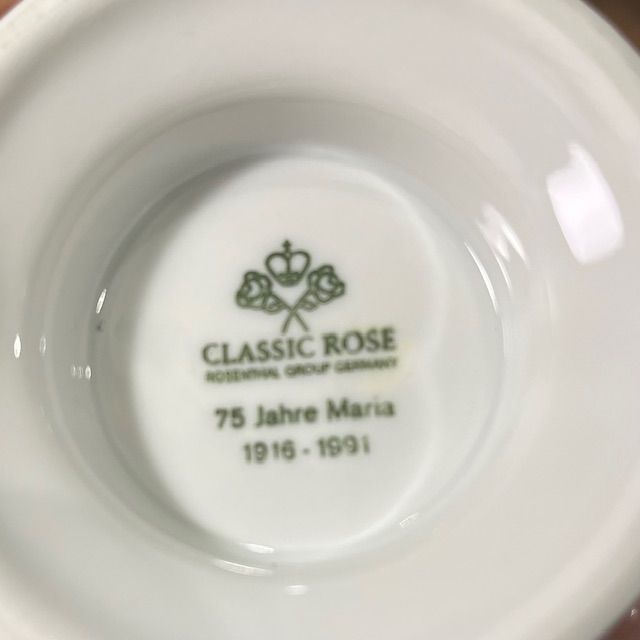 CLASSIC ROSE
ROSENTHAL GROUP GERMANY
75 Jahre Maria
1916 - 1991